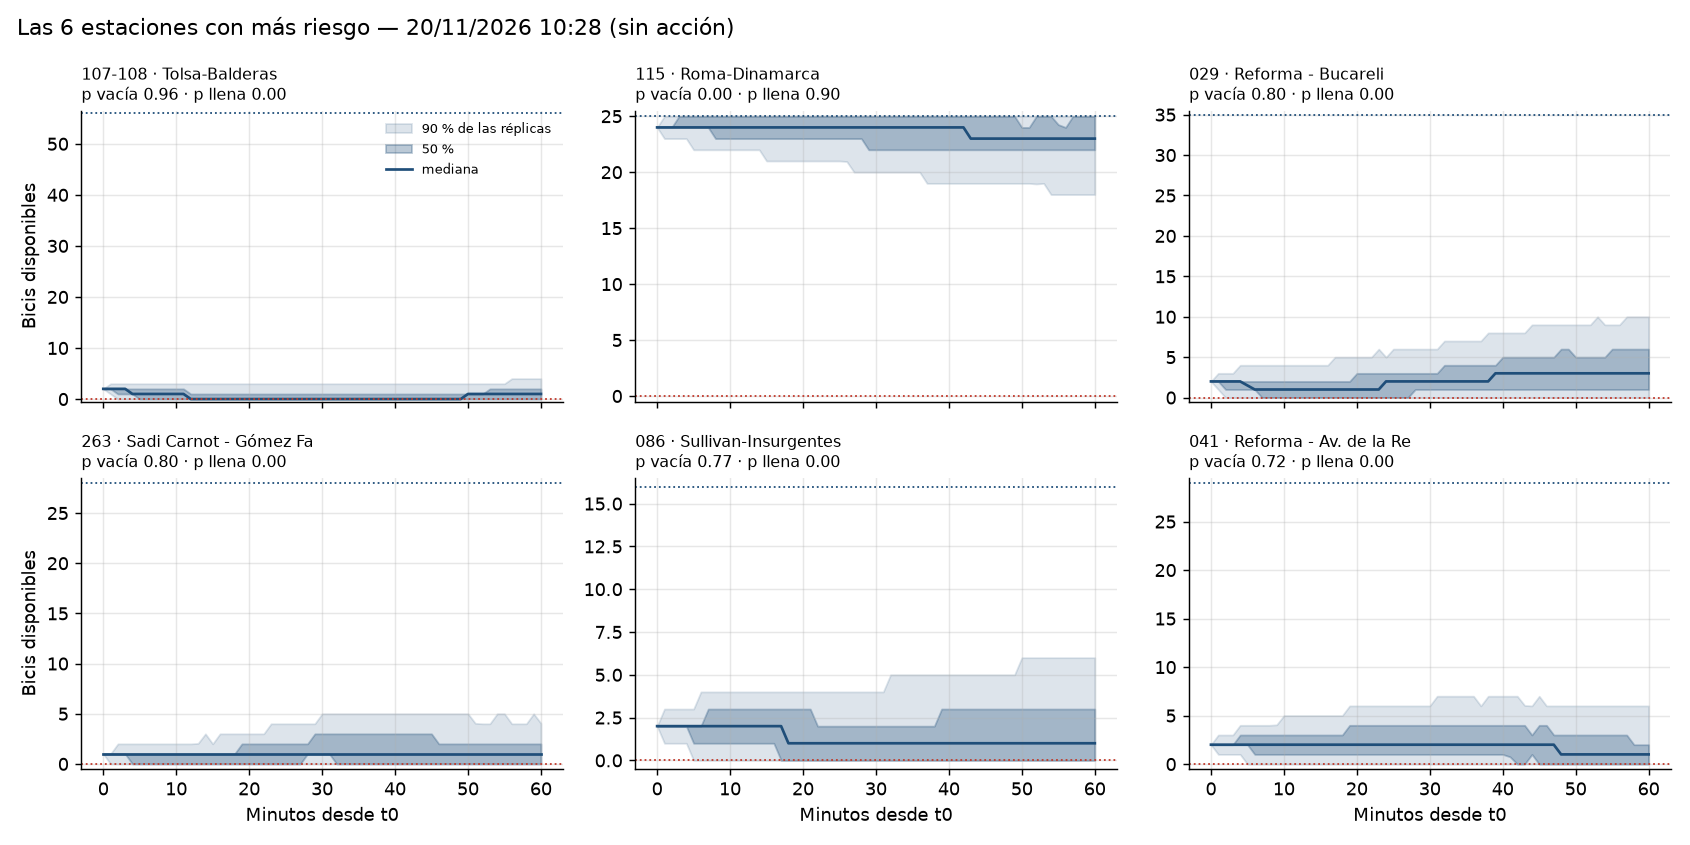 Las 6 estaciones con más riesgo — 20/11/2026 10:28 (sin acción)
107-108 · Tolsa-Balderas
p vacía 0.96 · p llena 0.00
90 % de las réplicas
50 %
mediana
50
40
30
20
10
0
Bicis disponibles
115 · Roma-Dinamarca
p vacía 0.00 · p llena 0.90
25
20
15
10
5
0
029 · Reforma - Bucareli
p vacía 0.80 · p llena 0.00
35
30
25
20
15
10
5
0
263 · Sadi Carnot - Gómez Fa
p vacía 0.80 · p llena 0.00
25
20
15
10
5
0
Bicis disponibles
0 10 20 30 40 50 60
Minutos desde t0
086 · Sullivan-Insurgentes
p vacía 0.77 · p llena 0.00
15.0
12.5
10.0
7.5
5.0
2.5
0.0
0 10 20 30 40 50 60
Minutos desde t0
041 · Reforma - Av. de la Re
p vacía 0.72 · p llena 0.00
25
20
15
10
5
0
0 10 20 30 40 50 60
Minutos desde t0